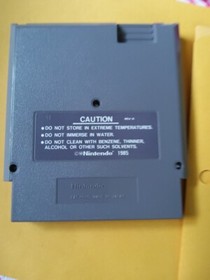 CAUTION
● DO NOT STORE IN EXTREME TEMPERATURES.
● DO NOT IMMERSE IN WATER.
● DO NOT CLEAN WITH BENZENE, THINNER,
ALCOHOL OR OTHER SUCH SOLVENTS.
©Nintendo 1985